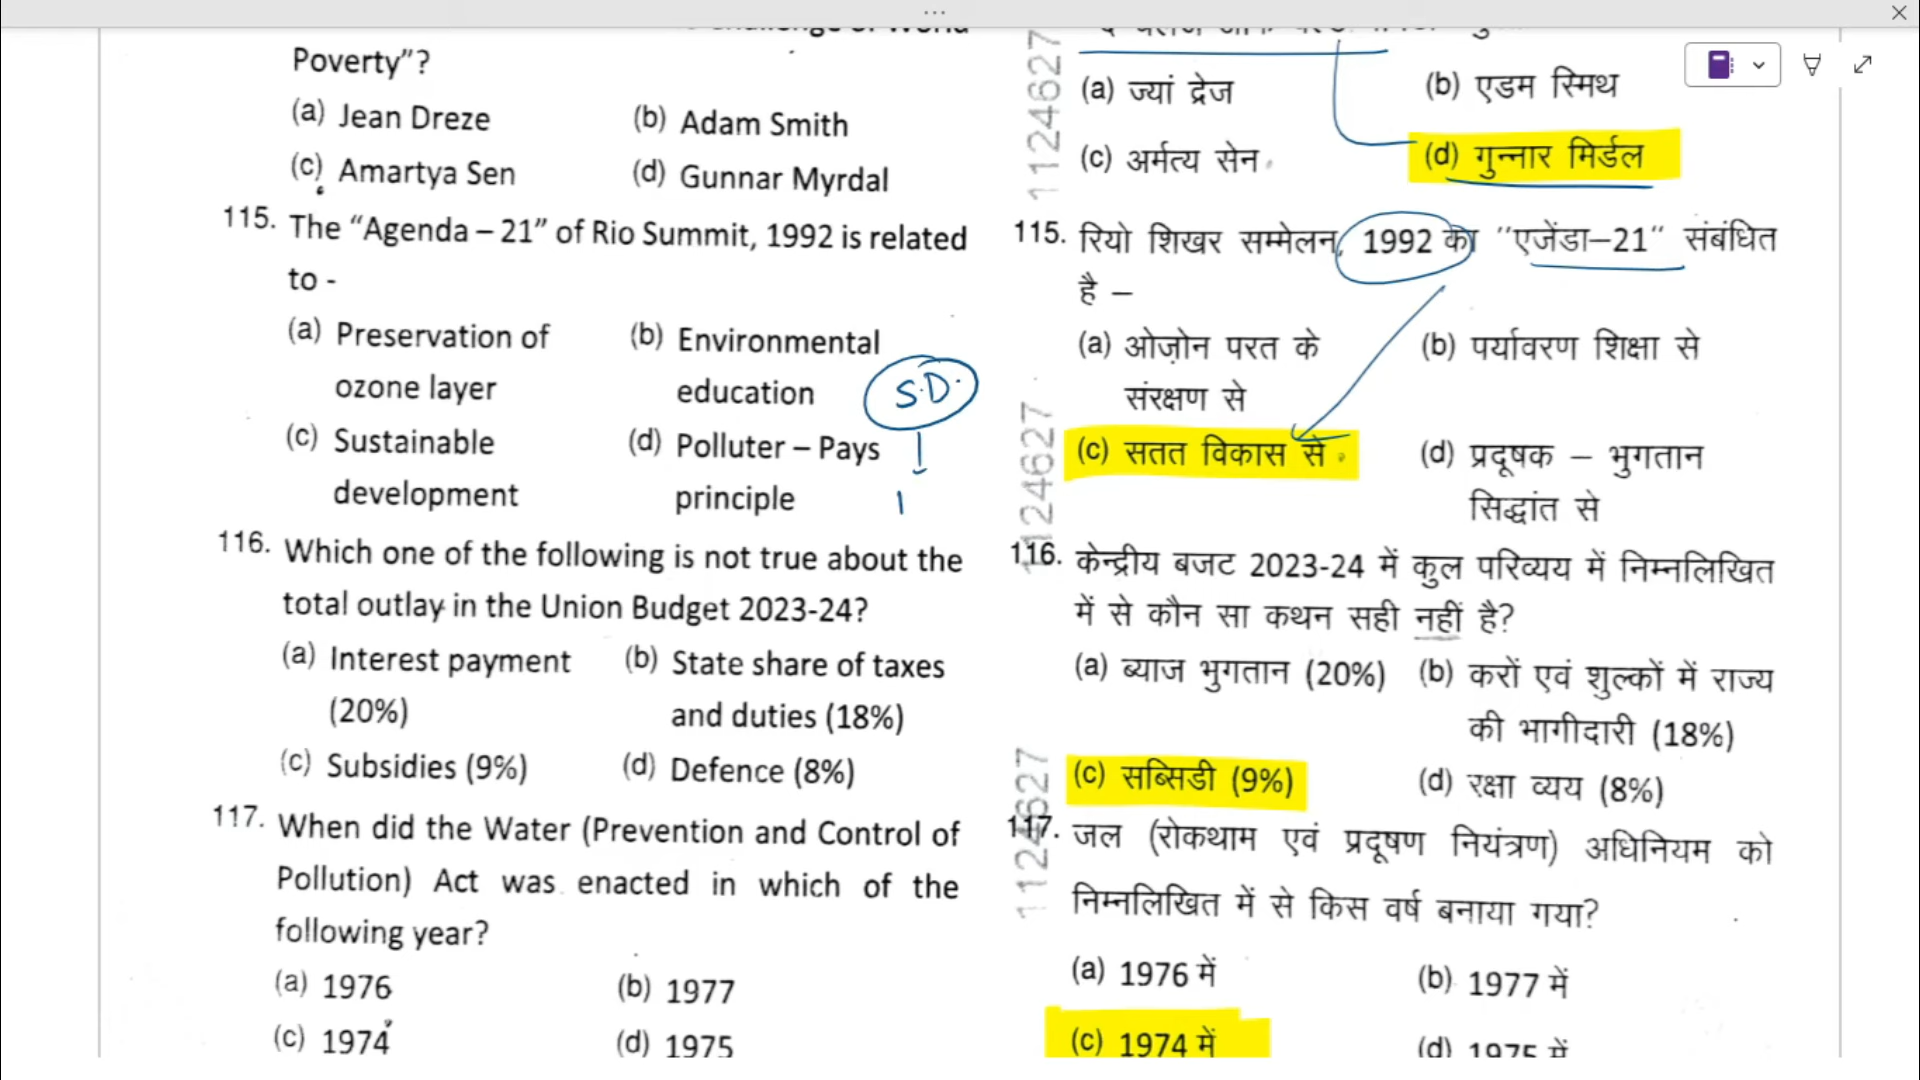 Poverty”?
(a) Jean Dreze
(b) Adam Smith
(c) Amartya Sen
(d) Gunnar Myrdal
115. The “Agenda – 21” of Rio Summit, 1992 is related
to -
(a) Preservation of
ozone layer
(b) Environmental
education
(c) Sustainable
development
(d) Polluter – Pays
principle
S.D.
116. Which one of the following is not true about the
total outlay in the Union Budget 2023-24?
(a) Interest payment
(20%)
(b) State share of taxes
and duties (18%)
(c) Subsidies (9%)
(d) Defence (8%)
117. When did the Water (Prevention and Control of
Pollution) Act was enacted in which of the
following year?
(a) 1976
(b) 1977
(c) 1974
(d) 1975
1124627
1124627
1124627
(a) ज्यां द्रेज
(b) एडम स्मिथ
(c) अर्मत्य सेन
(d) गुन्नार मिर्डल
115. रियो शिखर सम्मेलन, 1992 का "एजेंडा–21" संबंधित
है –
(a) ओज़ोन परत के
संरक्षण से
(b) पर्यावरण शिक्षा से
(c) सतत विकास से
(d) प्रदूषक – भुगतान
सिद्धांत से
116. केन्द्रीय बजट 2023-24 में कुल परिव्यय में निम्नलिखित
में से कौन सा कथन सही नहीं है?
(a) ब्याज भुगतान (20%)
(b) करों एवं शुल्कों में राज्य
की भागीदारी (18%)
(c) सब्सिडी (9%)
(d) रक्षा व्यय (8%)
117. जल (रोकथाम एवं प्रदूषण नियंत्रण) अधिनियम को
निम्नलिखित में से किस वर्ष बनाया गया?
(a) 1976 में
(b) 1977 में
(c) 1974 में
(d) 1975 में